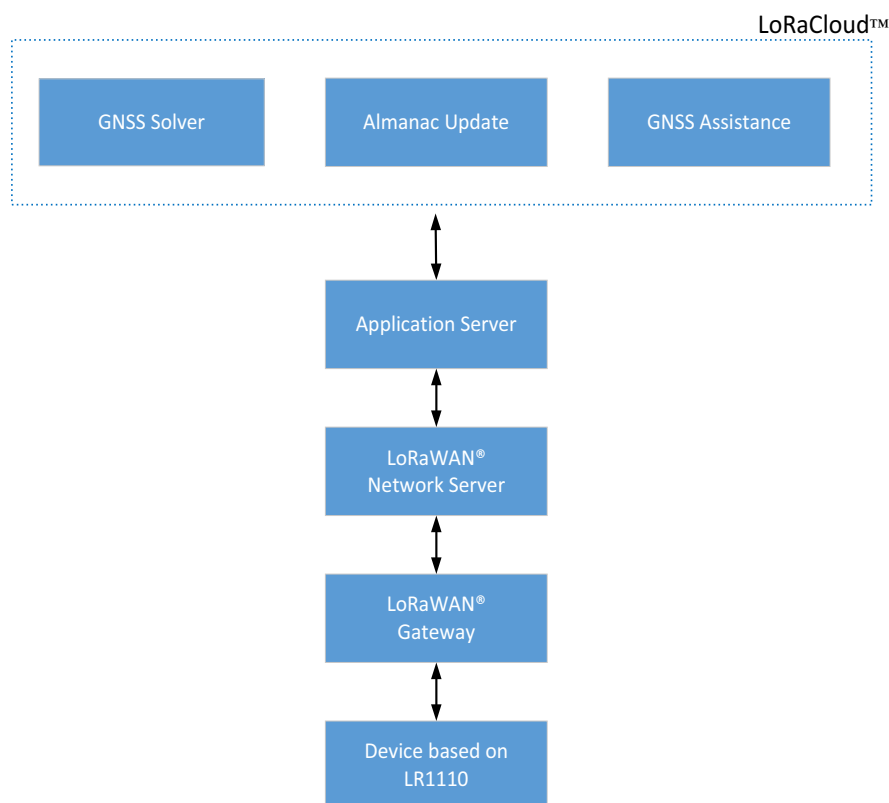 LoRaCloud™
GNSS Solver
Almanac Update
GNSS Assistance
Application Server
LoRaWAN®
Network Server
LoRaWAN®
Gateway
Device based on
LR1110